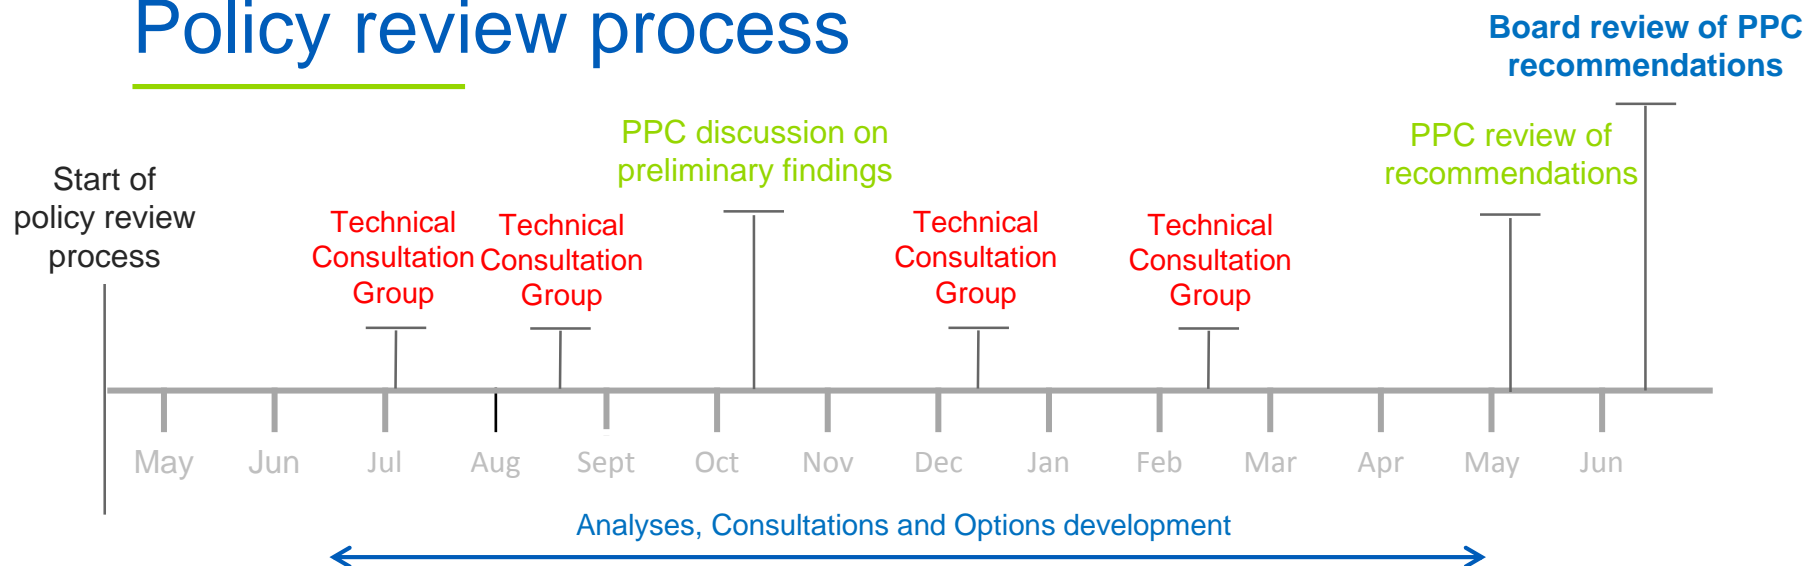 Policy review process
Board review of PPC
recommendations
PPC discussion on
preliminary findings
PPC review of
recommendations
Start of
policy review
process
Technical
Consultation
Group
Technical
Consultation
Group
Technical
Consultation
Group
Technical
Consultation
Group
May Jun Jul Aug Sept Oct Nov Dec Jan Feb Mar Apr May Jun
Analyses, Consultations and Options development